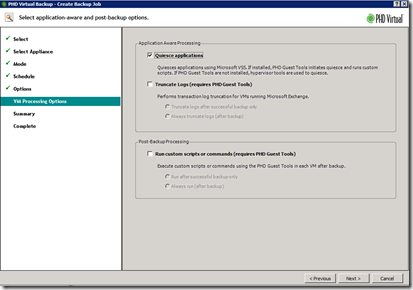 PHD Virtual Backup - Create Backup Job
Select application-aware and post-backup options.
PHD Virtual
Select
Select Appliance
Mode
Schedule
Options
VM Processing Options
Summary
Complete
Application Aware Processing
Quiesce applications
Quiesces applications using Microsoft VSS. If installed, PHD Guest Tools initiates quiesce and runs custom
scripts. If PHD Guest Tools are not installed, hypervisor tools are used to quiesce.
Truncate Logs (requires PHD Guest Tools)
Performs transaction log truncation for VMs running Microsoft Exchange.
Truncate logs after successful backup only
Always truncate logs (after backup)
Post-Backup Processing
Run custom scripts or commands (requires PHD Guest Tools)
Execute custom scripts or commands using the PHD Guest Tools in each VM after backup.
Run after successful backup only
Always run (after backup)
< Previous
Next >
Cancel